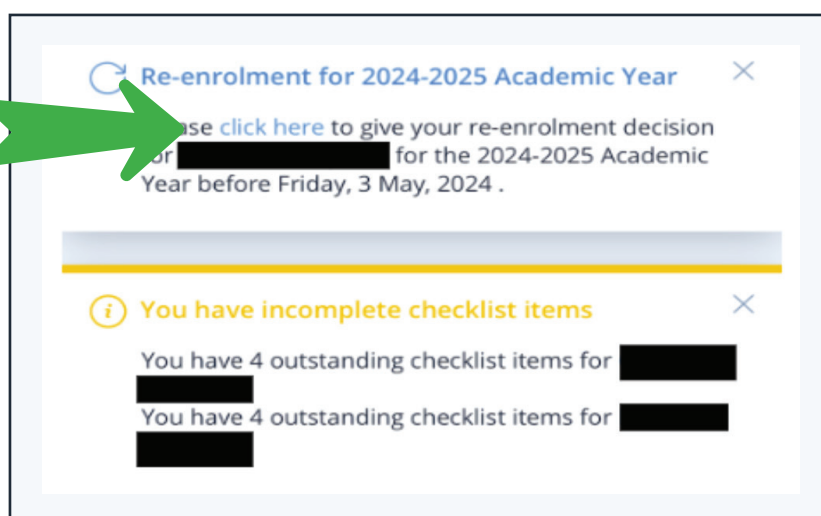 Re-enrolment for 2024-2025 Academic Year
click here to give your re-enrolment decision
for the 2024-2025 Academic
Year before Friday, 3 May, 2024 .
You have incomplete checklist items
You have 4 outstanding checklist items for
You have 4 outstanding checklist items for